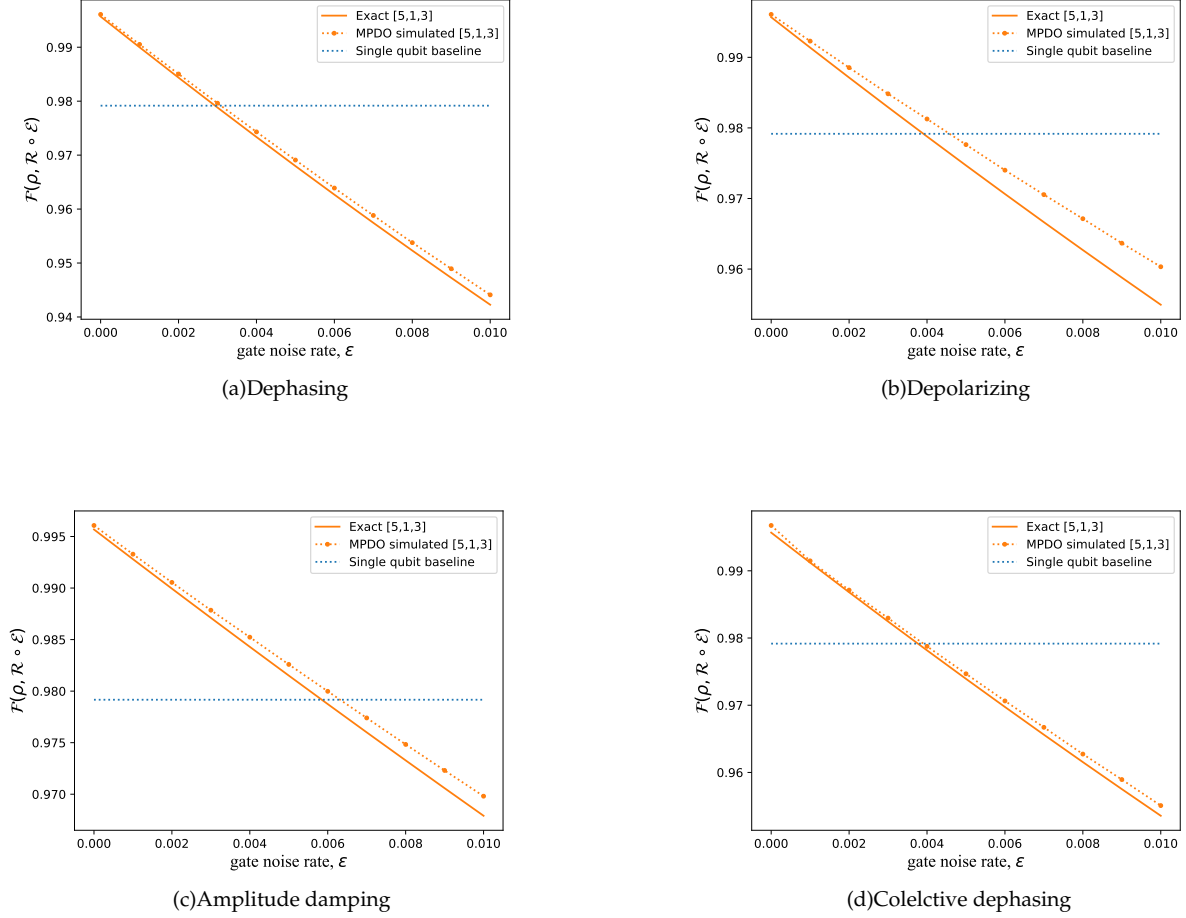 Exact [5,1,3]
MPDO simulated [5,1,3]
Single qubit baseline
0.99
0.98
0.97
0.96
0.95
0.94
F(ρ, R ∘ E)
0.000 0.002 0.004 0.006 0.008 0.010
gate noise rate, ε
(a)Dephasing
Exact [5,1,3]
MPDO simulated [5,1,3]
Single qubit baseline
0.99
0.98
0.97
0.96
F(ρ, R ∘ E)
0.000 0.002 0.004 0.006 0.008 0.010
gate noise rate, ε
(b)Depolarizing
Exact [5,1,3]
MPDO simulated [5,1,3]
Single qubit baseline
0.995
0.990
0.985
0.980
0.975
0.970
F(ρ, R ∘ E)
0.000 0.002 0.004 0.006 0.008 0.010
gate noise rate, ε
(c)Amplitude damping
Exact [5,1,3]
MPDO simulated [5,1,3]
Single qubit baseline
0.99
0.98
0.97
0.96
F(ρ, R ∘ E)
0.000 0.002 0.004 0.006 0.008 0.010
gate noise rate, ε
(d)Colelctive dephasing